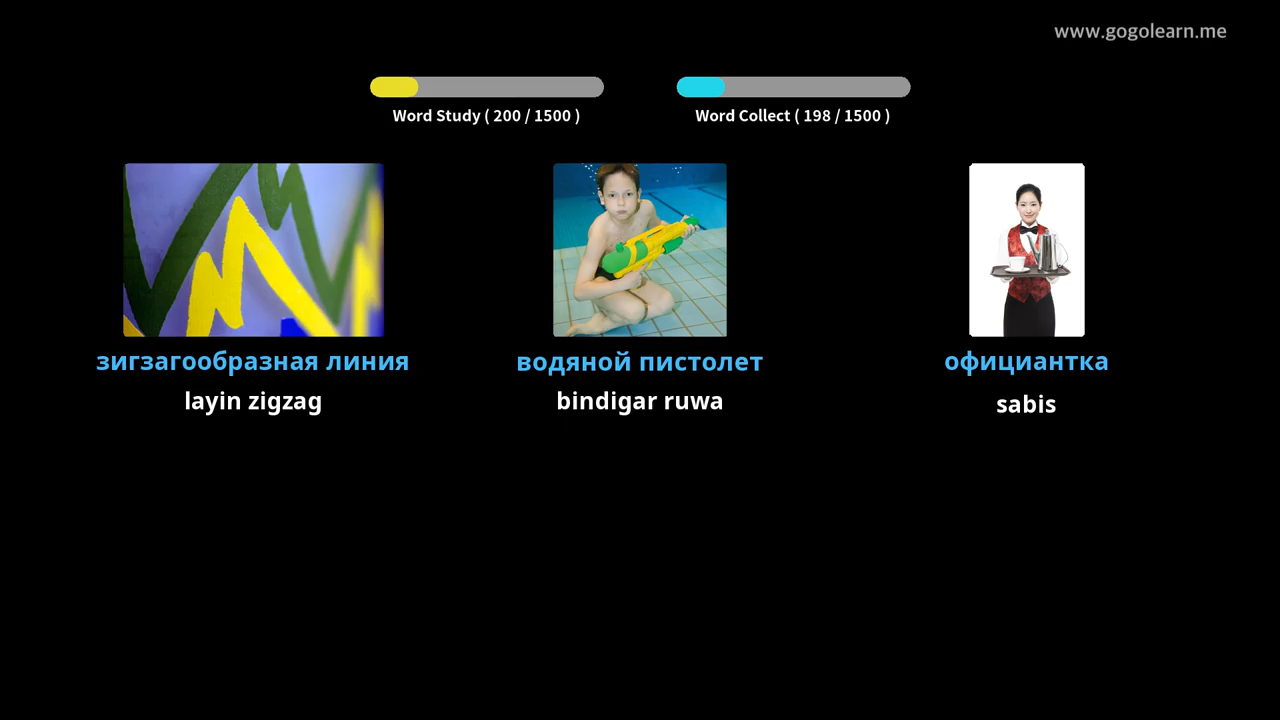 www.gogolearn.me
Word Study ( 200 / 1500 )
Word Collect ( 198 / 1500 )
зигзагообразная линия
layin zigzag
водяной пистолет
bindigar ruwa
официантка
sabis